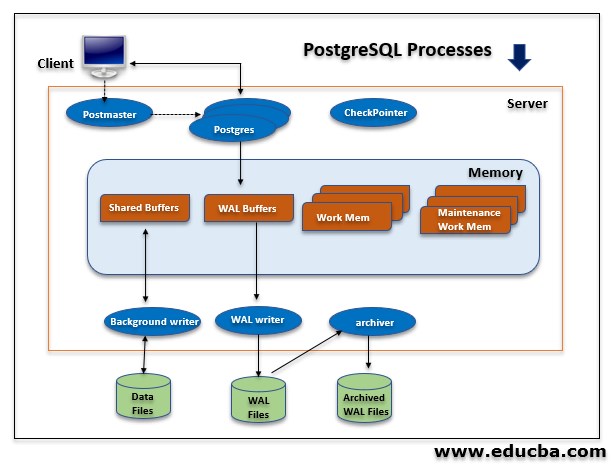 PostgreSQL Processes
Client
Server
Postmaster
Postgres
CheckPointer
Memory
Shared Buffers
WAL Buffers
Work Mem
Maintenance
Work Mem
Background writer
WAL writer
archiver
Data
Files
WAL
Files
Archived
WAL Files
www.educba.com